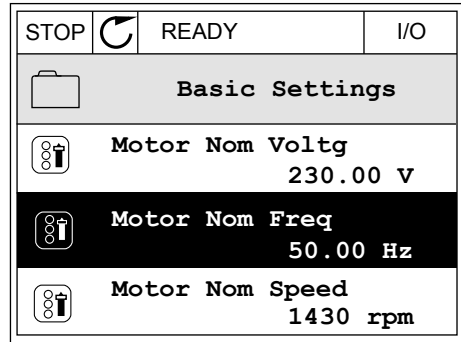 STOP READY I/O
Basic Settings
Motor Nom Voltg
230.00 V
Motor Nom Freq
50.00 Hz
Motor Nom Speed
1430 rpm